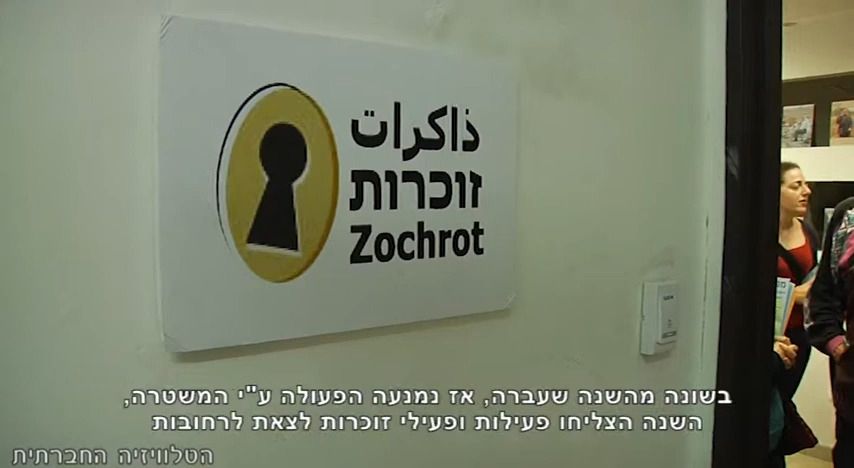 ذاكرات
זוכרות
Zochrot
בשונה מהשנה שעברה, אז נמנעה הפעולה ע"י המשטרה,
השנה הצליחו פעילות ופעילי זוכרות לצאת לרחובות
הטלוויזיה החברתית